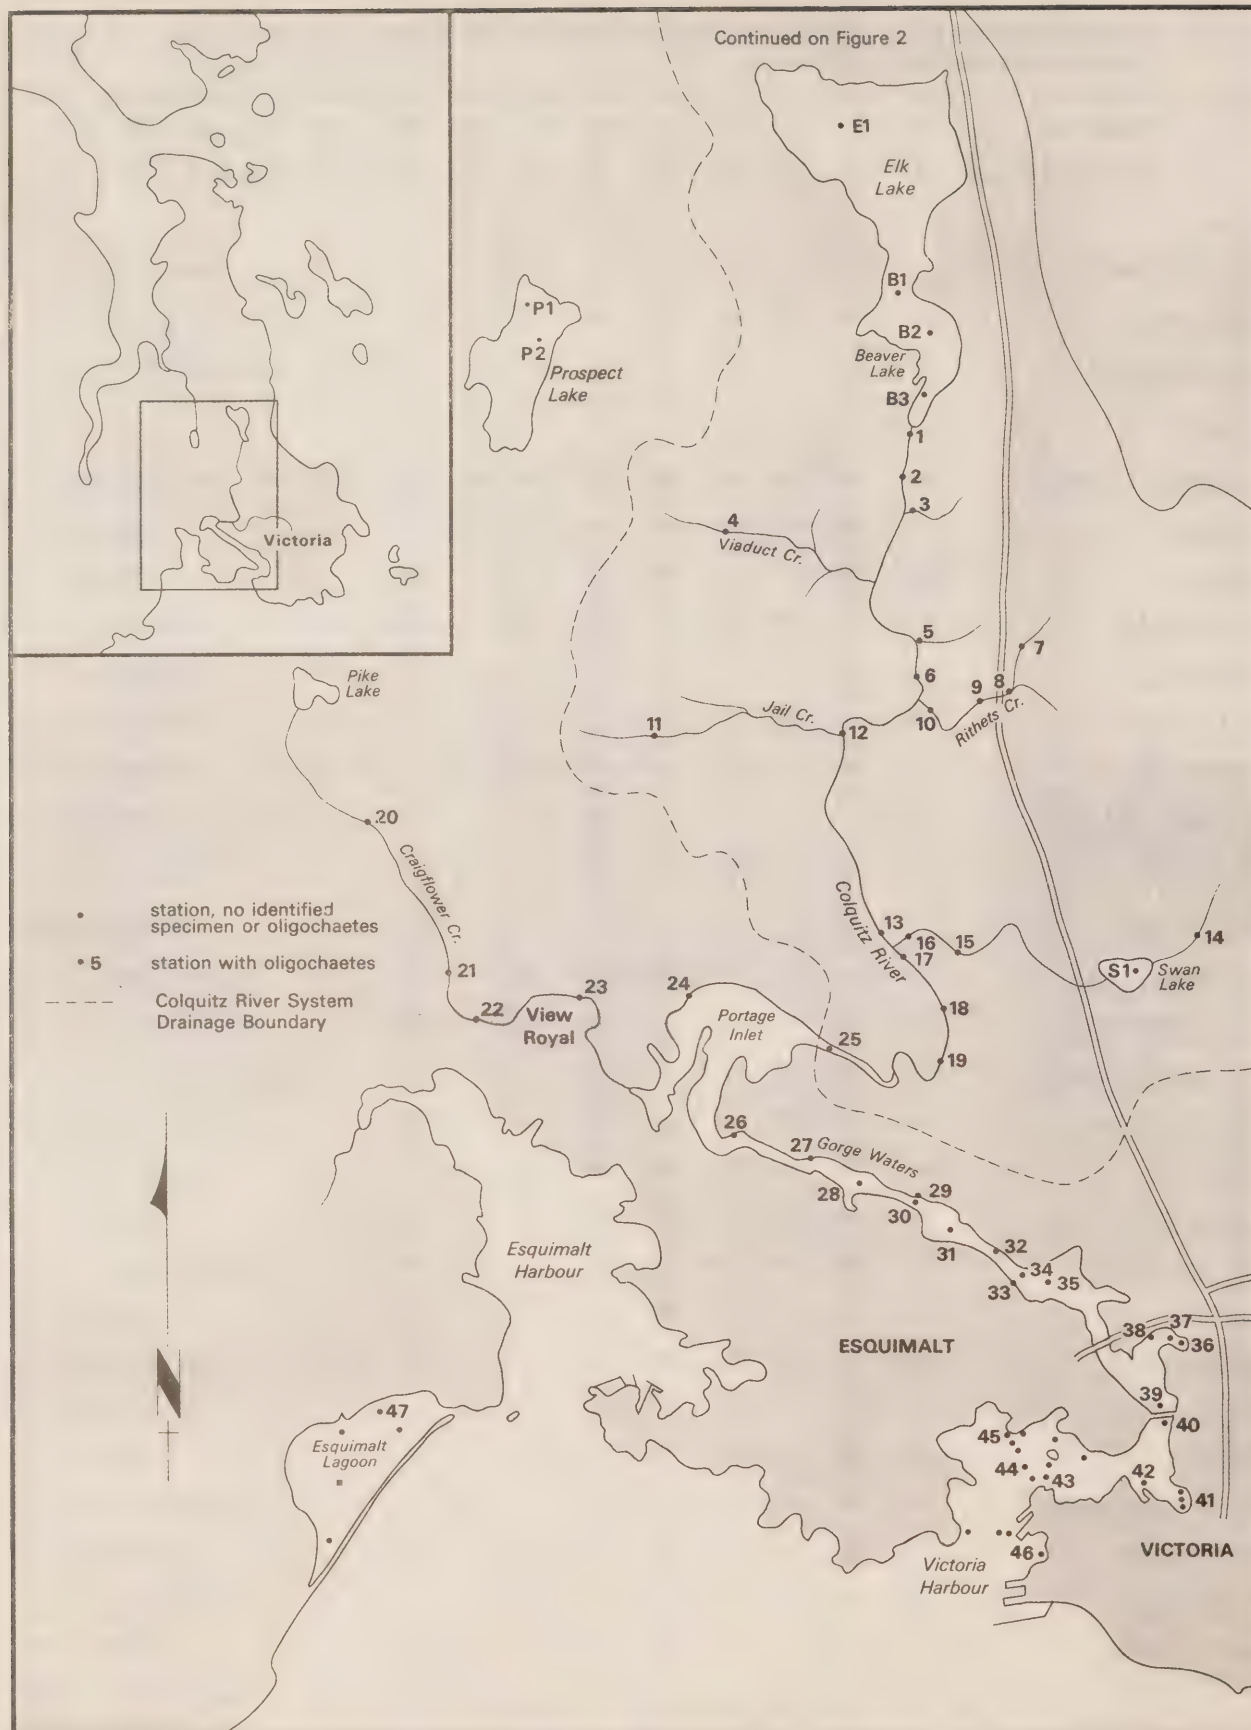 Continued on Figure 2
E1
Elk
Lake
B1
B2
Beaver
Lake
B3
P1
P2
Prospect
Lake
Victoria
1
2
3
4
Viaduct Cr.
5
6
7
8
9
10
Rithets Cr.
11
Jail Cr.
12
Pike
Lake
20
Craigflower Cr.
station, no identified
specimen or oligochaetes
5 station with oligochaetes
Colquitz River System
Drainage Boundary
Colquitz River
13
14
15
16
17
18
19
S1
Swan
Lake
21
22
23
View
Royal
24
Portage
Inlet
25
26
27
Gorge Waters
28
29
30
31
32
33
34
35
Esquimalt
Harbour
ESQUIMALT
38
37
36
39
40
47
Esquimalt
Lagoon
45
44
43
42
41
46
Victoria
Harbour
VICTORIA
N